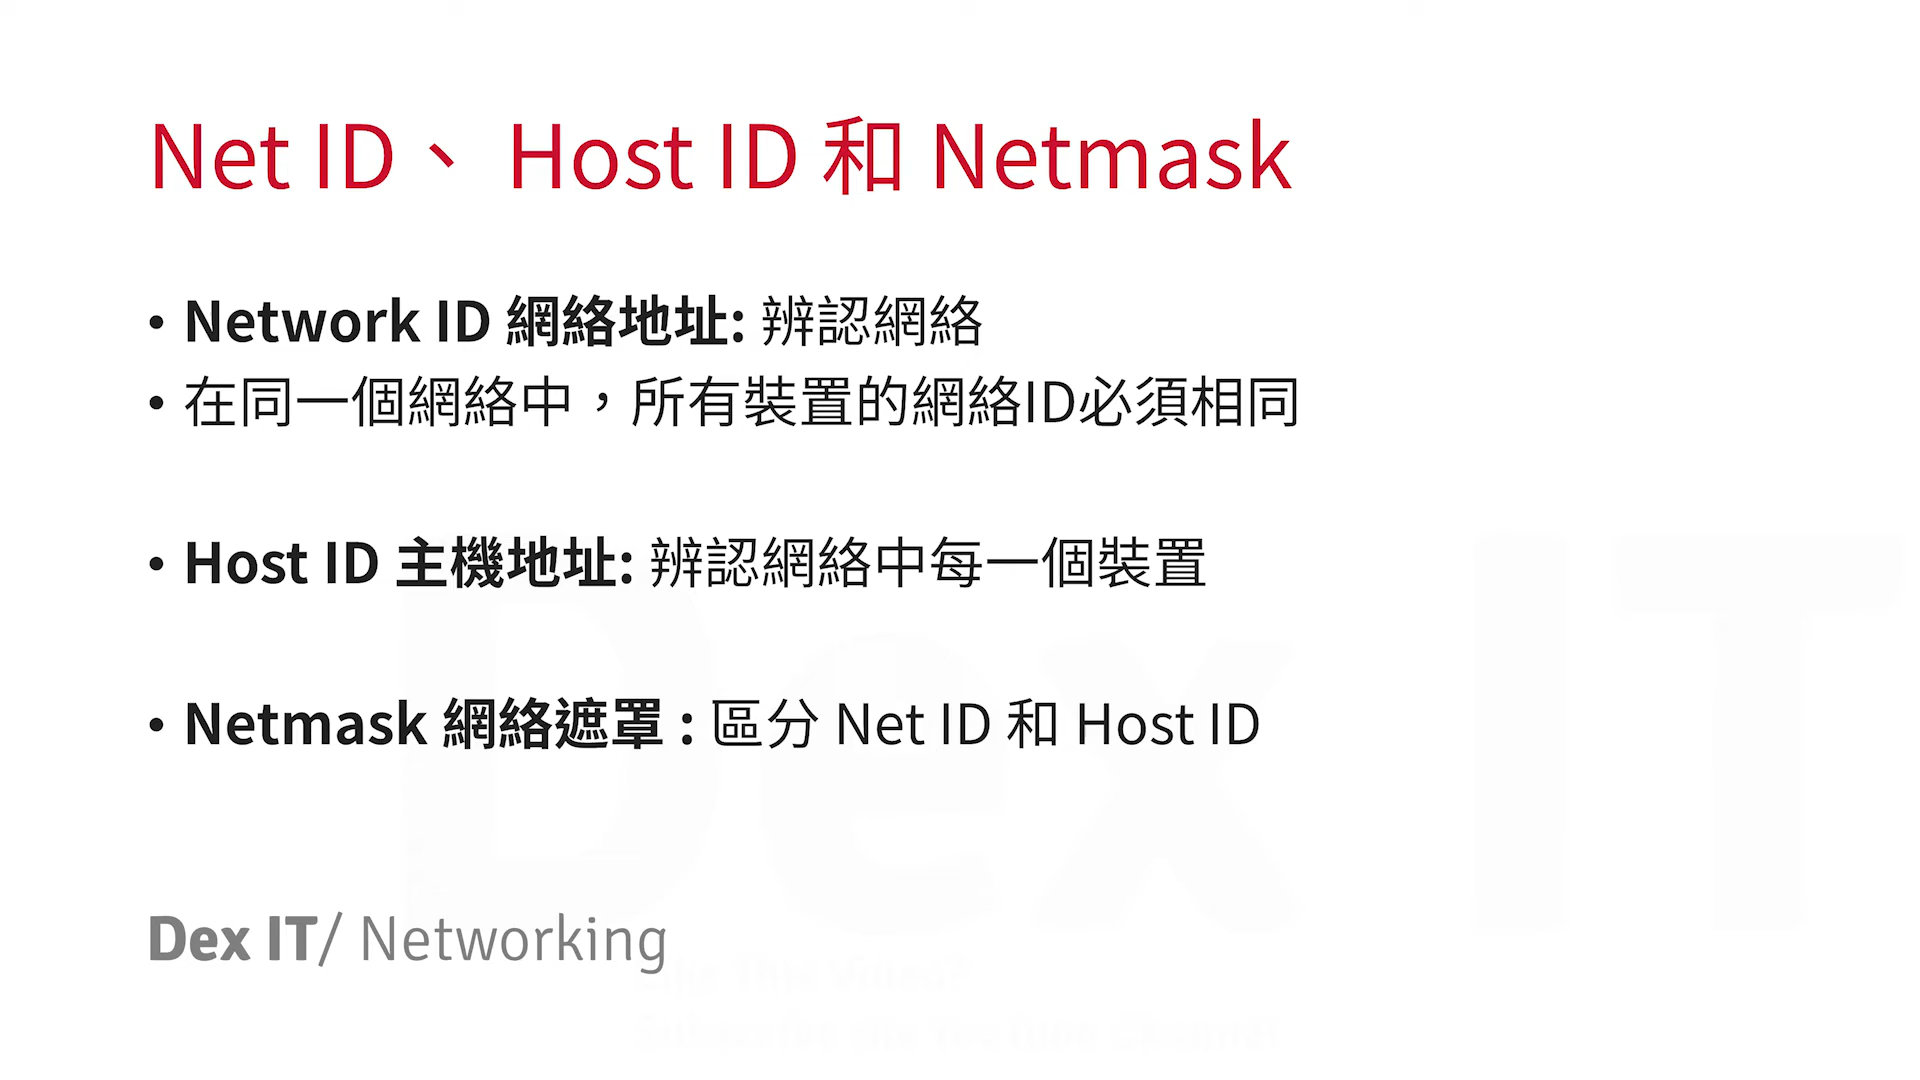 Net ID、 Host ID 和 Netmask
• Network ID 網絡地址: 辨認網絡
• 在同一個網絡中，所有裝置的網絡ID必須相同
• Host ID 主機地址: 辨認網絡中每一個裝置
• Netmask 網絡遮罩 : 區分 Net ID 和 Host ID
Dex IT
Dex IT/ Networking